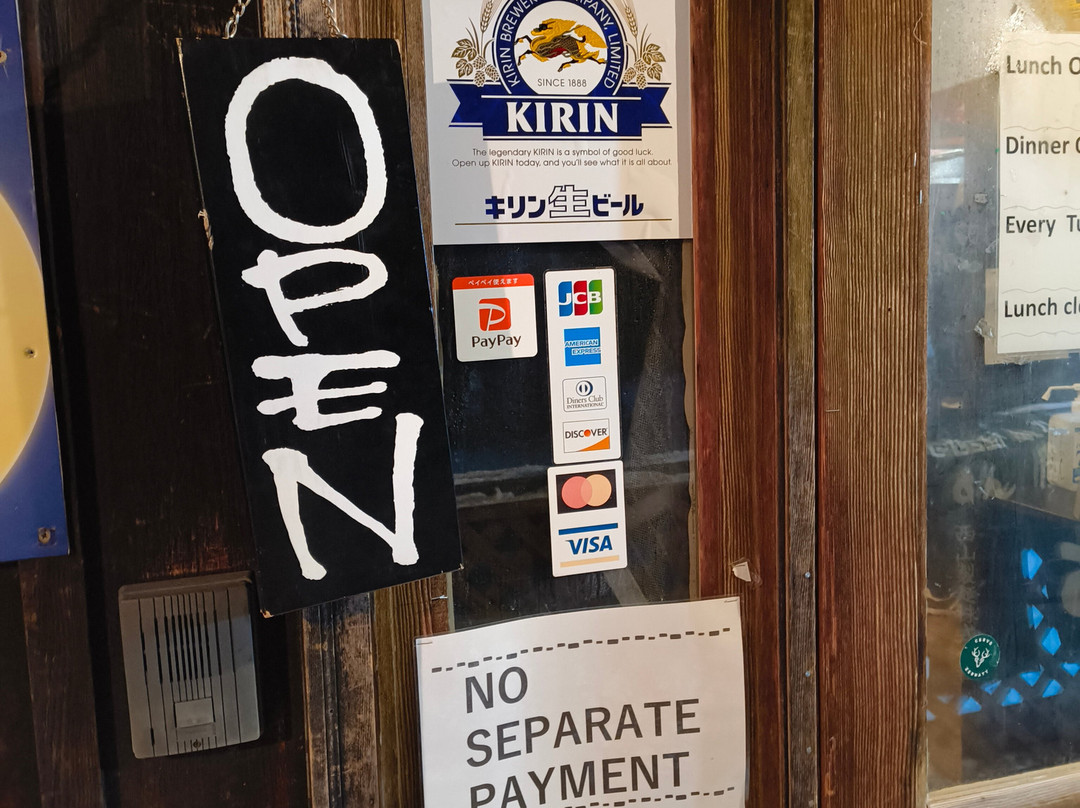 OPEN
KIRIN BREWERY COMPANY, LIMITED
SINCE 1888
KIRIN
The legendary KIRIN is a symbol of good luck.
Open up KIRIN today, and you'll see what it is all about.
キリン生ビール
ペイペイ使えます
PayPay
JCB
AMERICAN
EXPRESS
Diners Club
INTERNATIONAL
DISCOVER
VISA
NO
SEPARATE
PAYMENT
Lunch
Dinner
Every
Lunch